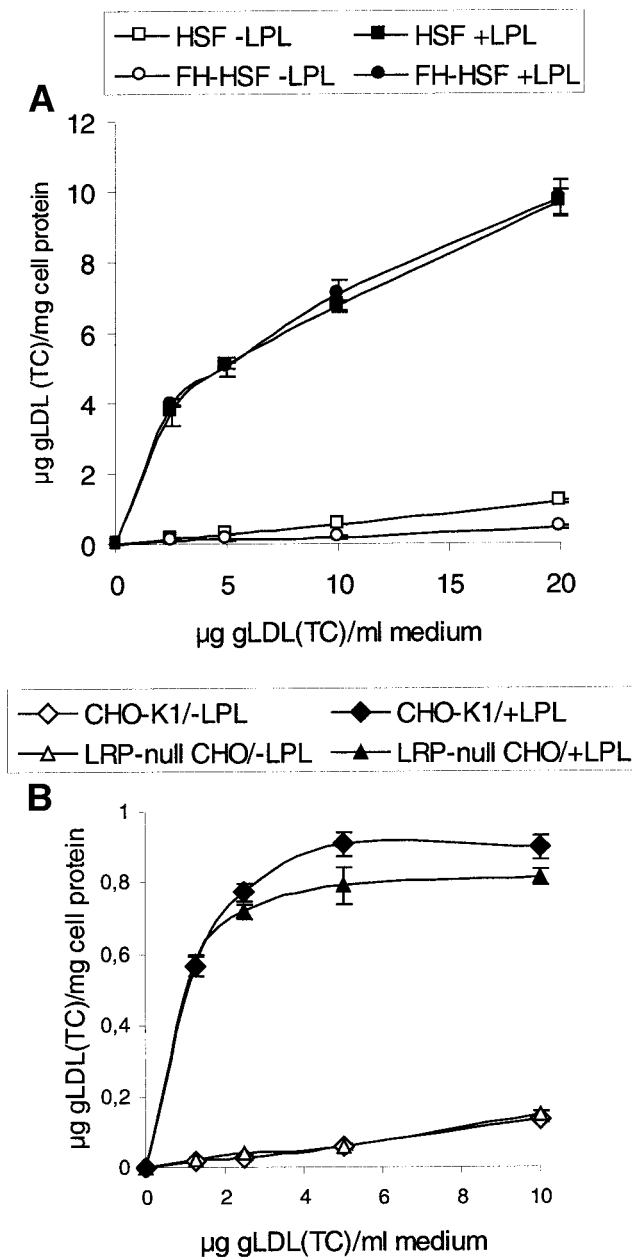 HSF -LPL HSF +LPL
FH-HSF -LPL FH-HSF +LPL
A
12
10
8
6
4
2
0
0 5 10 15 20
µg gLDL (TC)/mg cell protein
µg gLDL(TC)/ml medium
CHO-K1/-LPL CHO-K1/+LPL
LRP-null CHO/-LPL LRP-null CHO/+LPL
B
1
0,8
0,6
0,4
0,2
0
0 2 4 6 8 10
µg gLDL(TC)/mg cell protein
µg gLDL(TC)/ml medium